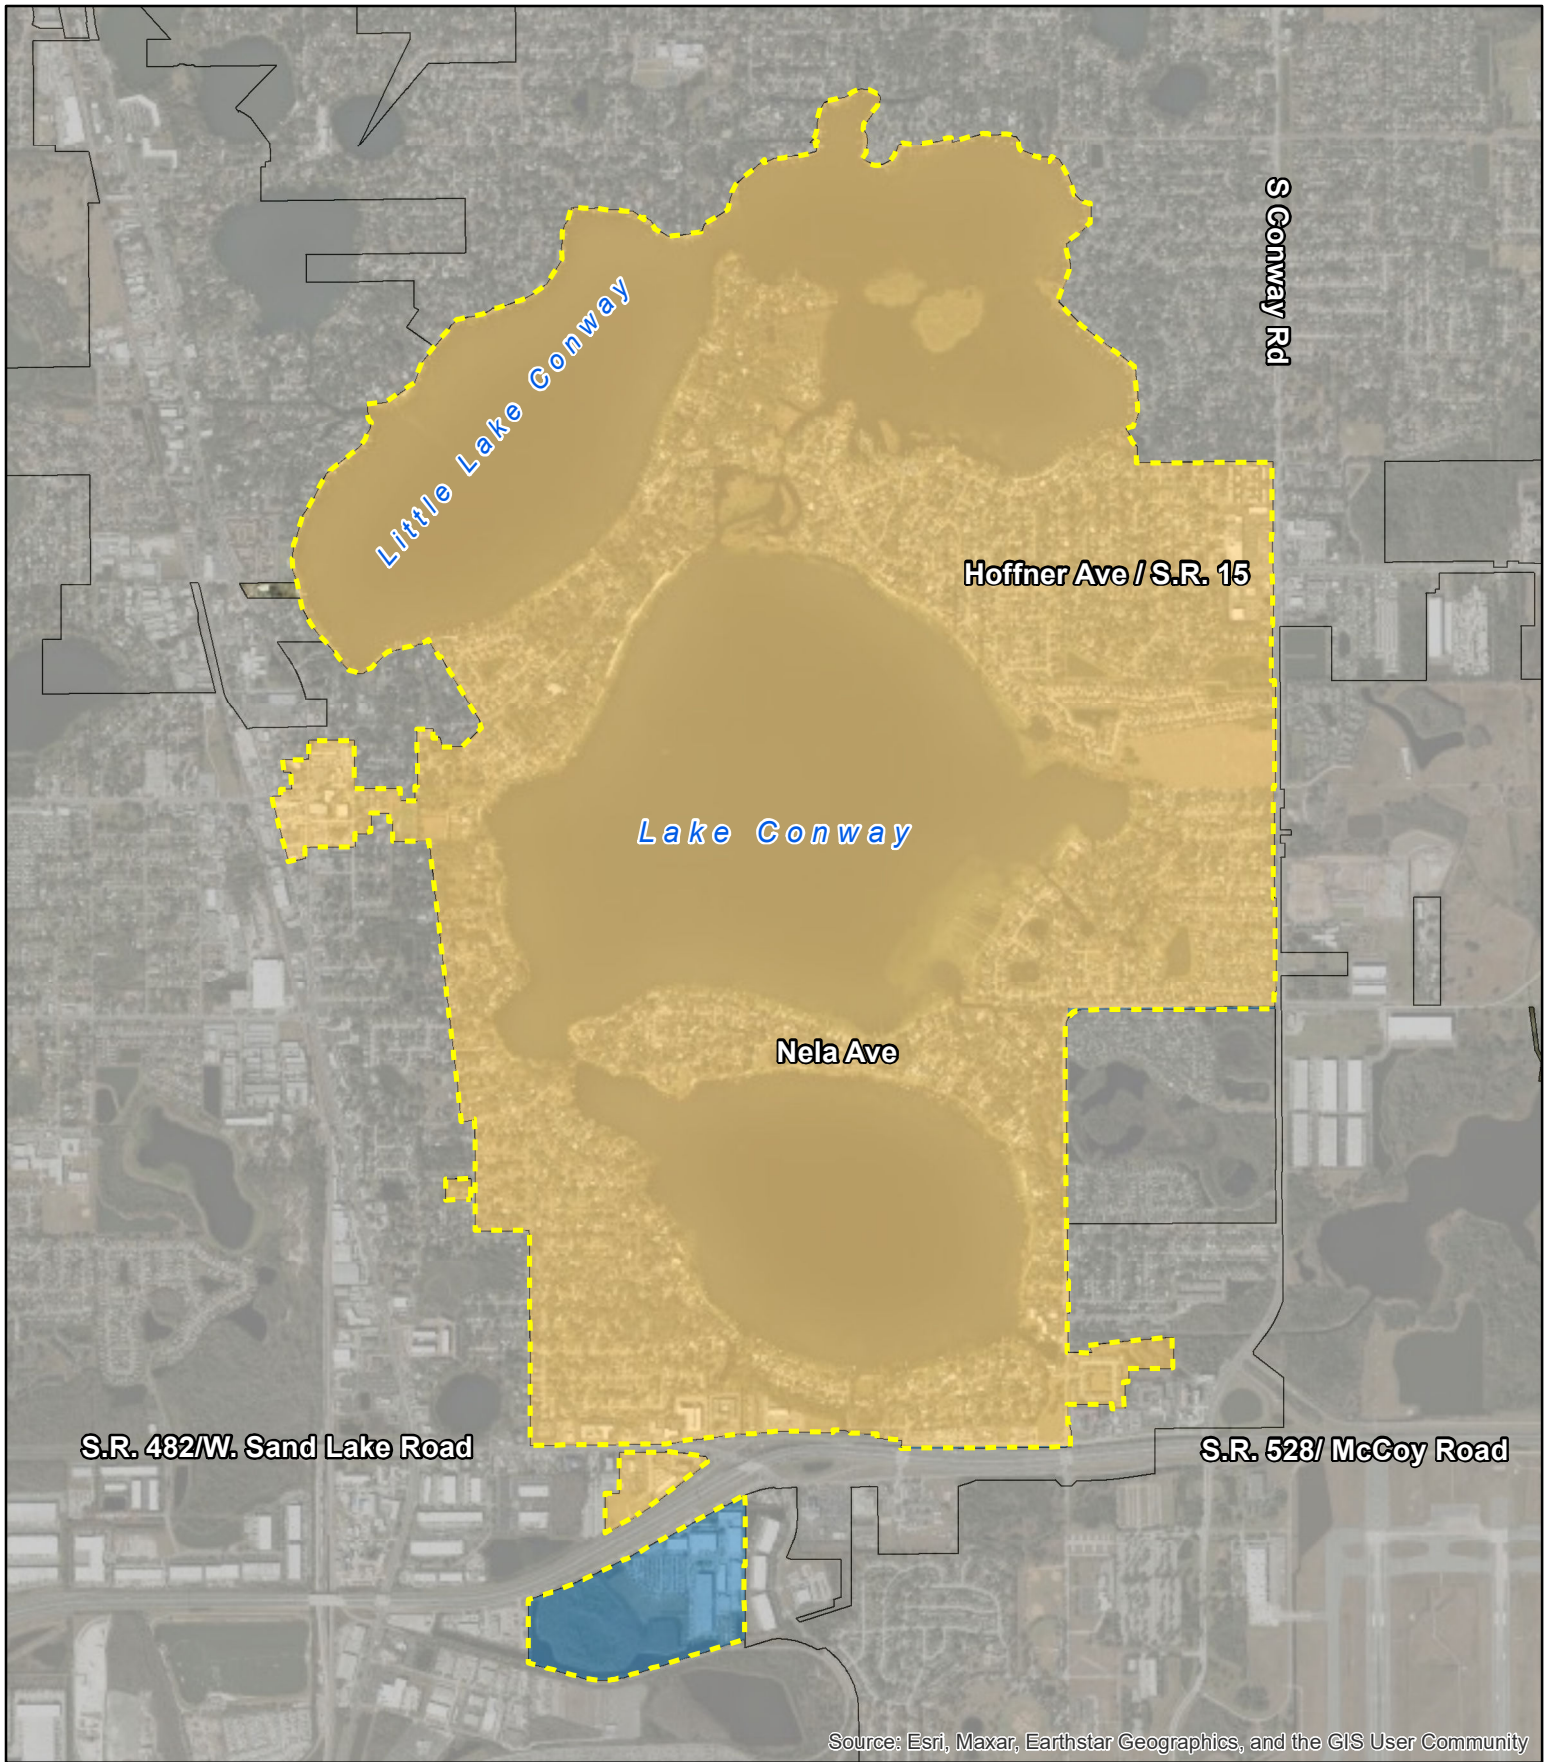 S Conway Rd
Little Lake Conway
Hoffner Ave / S.R. 15
Lake Conway
Nela Ave
S.R. 482/W. Sand Lake Road
S.R. 528/ McCoy Road
Source: Esri, Maxar, Earthstar Geographics, and the GIS User Community